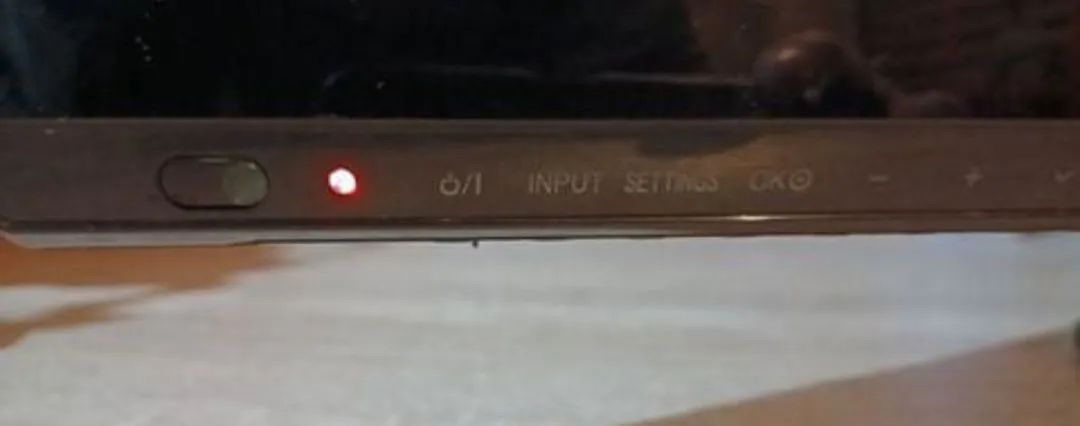 ⏻/I INPUT SETTINGS OK⊙ − +